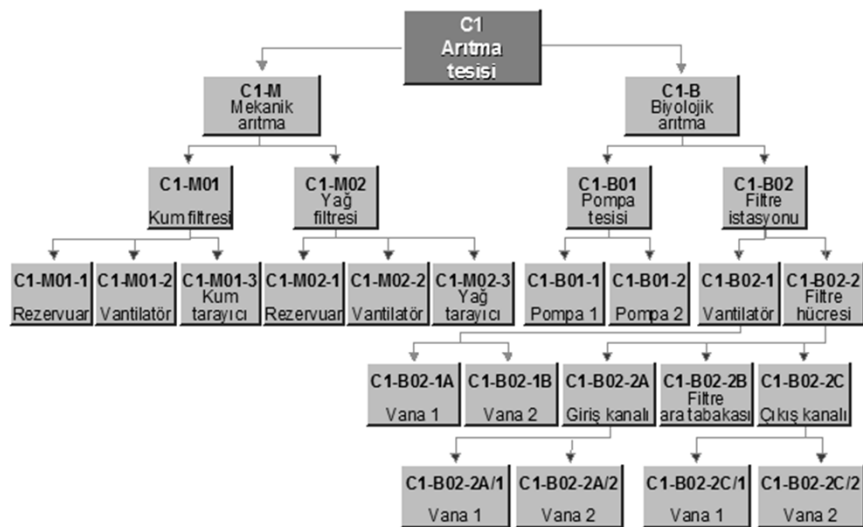 C1
Arıtma
tesisi
C1-M
Mekanik
arıtma
C1-B
Biyolojik
arıtma
C1-M01
Kum filtresi
C1-M02
Yağ
filtresi
C1-B01
Pompa
tesisi
C1-B02
Filtre
istasyonu
C1-M01-1
Rezervuar
C1-M01-2
Vantilatör
C1-M01-3
Kum
tarayıcı
C1-M02-1
Rezervuar
C1-M02-2
Vantilatör
C1-M02-3
Yağ
tarayıcı
C1-B01-1
Pompa 1
C1-B01-2
Pompa 2
C1-B02-1
Vantilatör
C1-B02-2
Filtre
hücresi
C1-B02-1A
Vana 1
C1-B02-1B
Vana 2
C1-B02-2A
Giriş kanalı
C1-B02-2B
Filtre
ara tabakası
C1-B02-2C
Çıkış kanalı
C1-B02-2A/1
Vana 1
C1-B02-2A/2
Vana 2
C1-B02-2C/1
Vana 1
C1-B02-2C/2
Vana 2